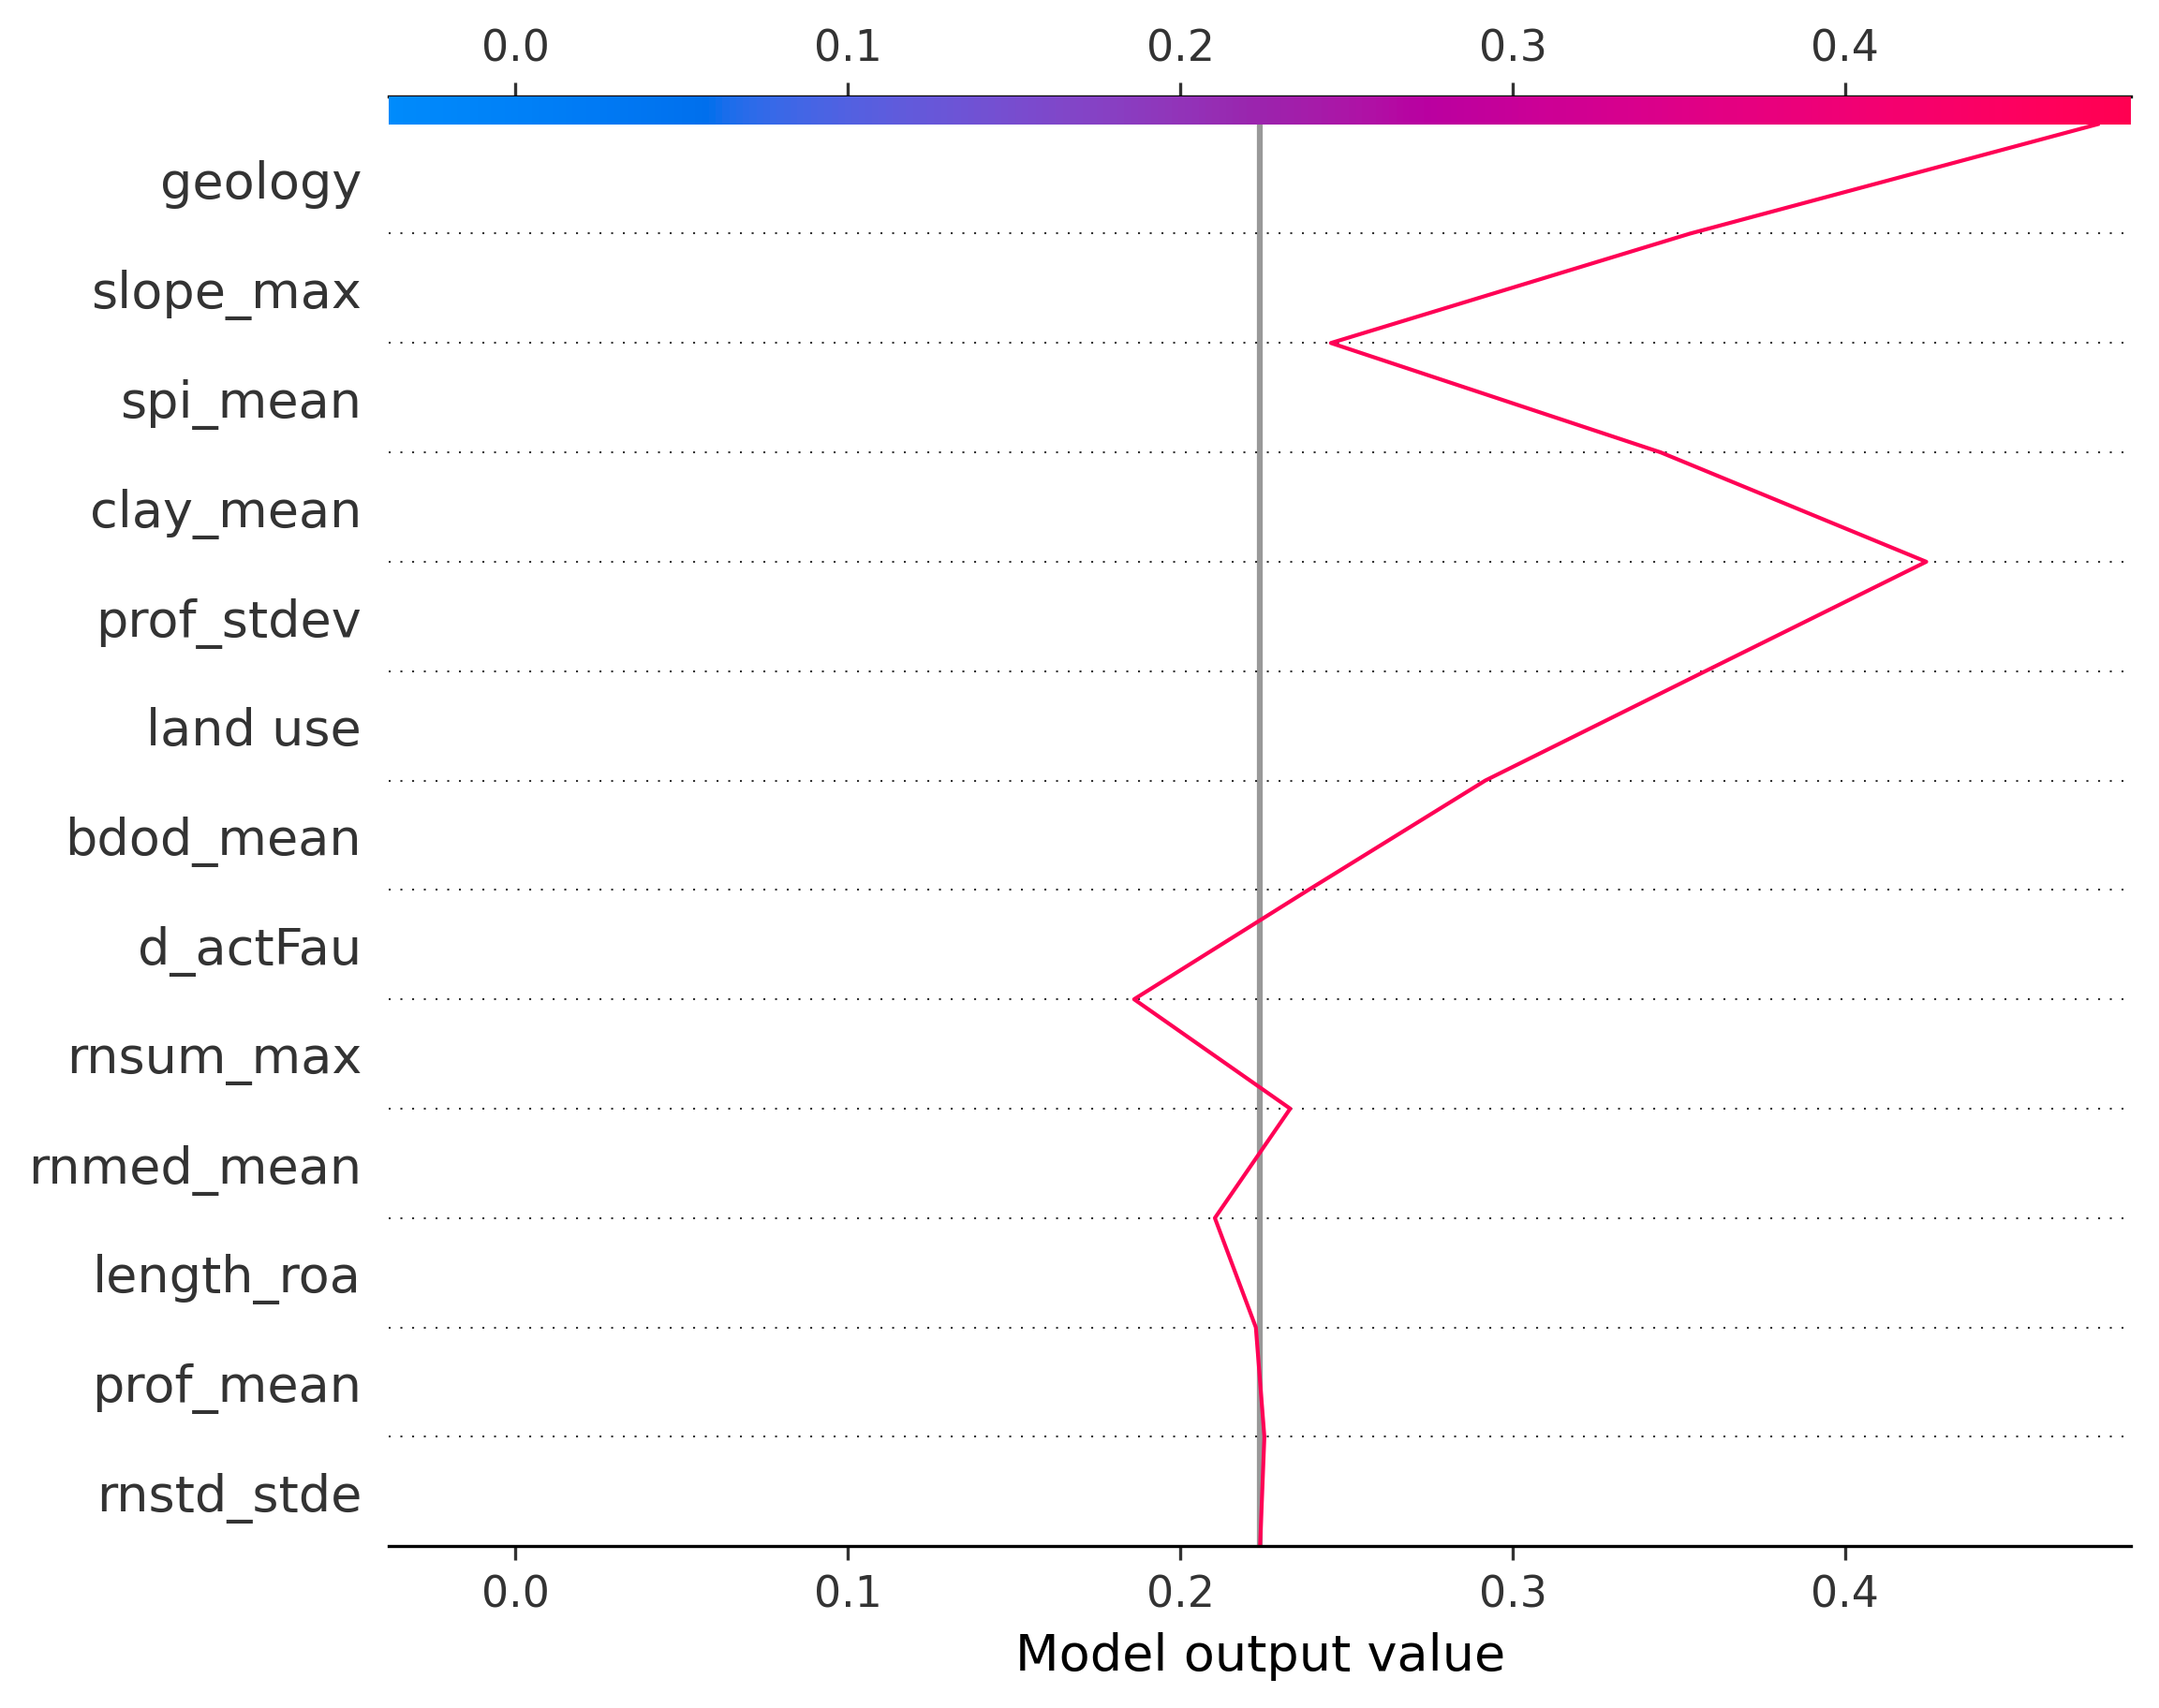 0.0 0.1 0.2 0.3 0.4
geology
slope_max
spi_mean
clay_mean
prof_stdev
land use
bdod_mean
d_actFau
rnsum_max
rnmed_mean
length_roa
prof_mean
rnstd_stde
0.0 0.1 0.2 0.3 0.4
Model output value